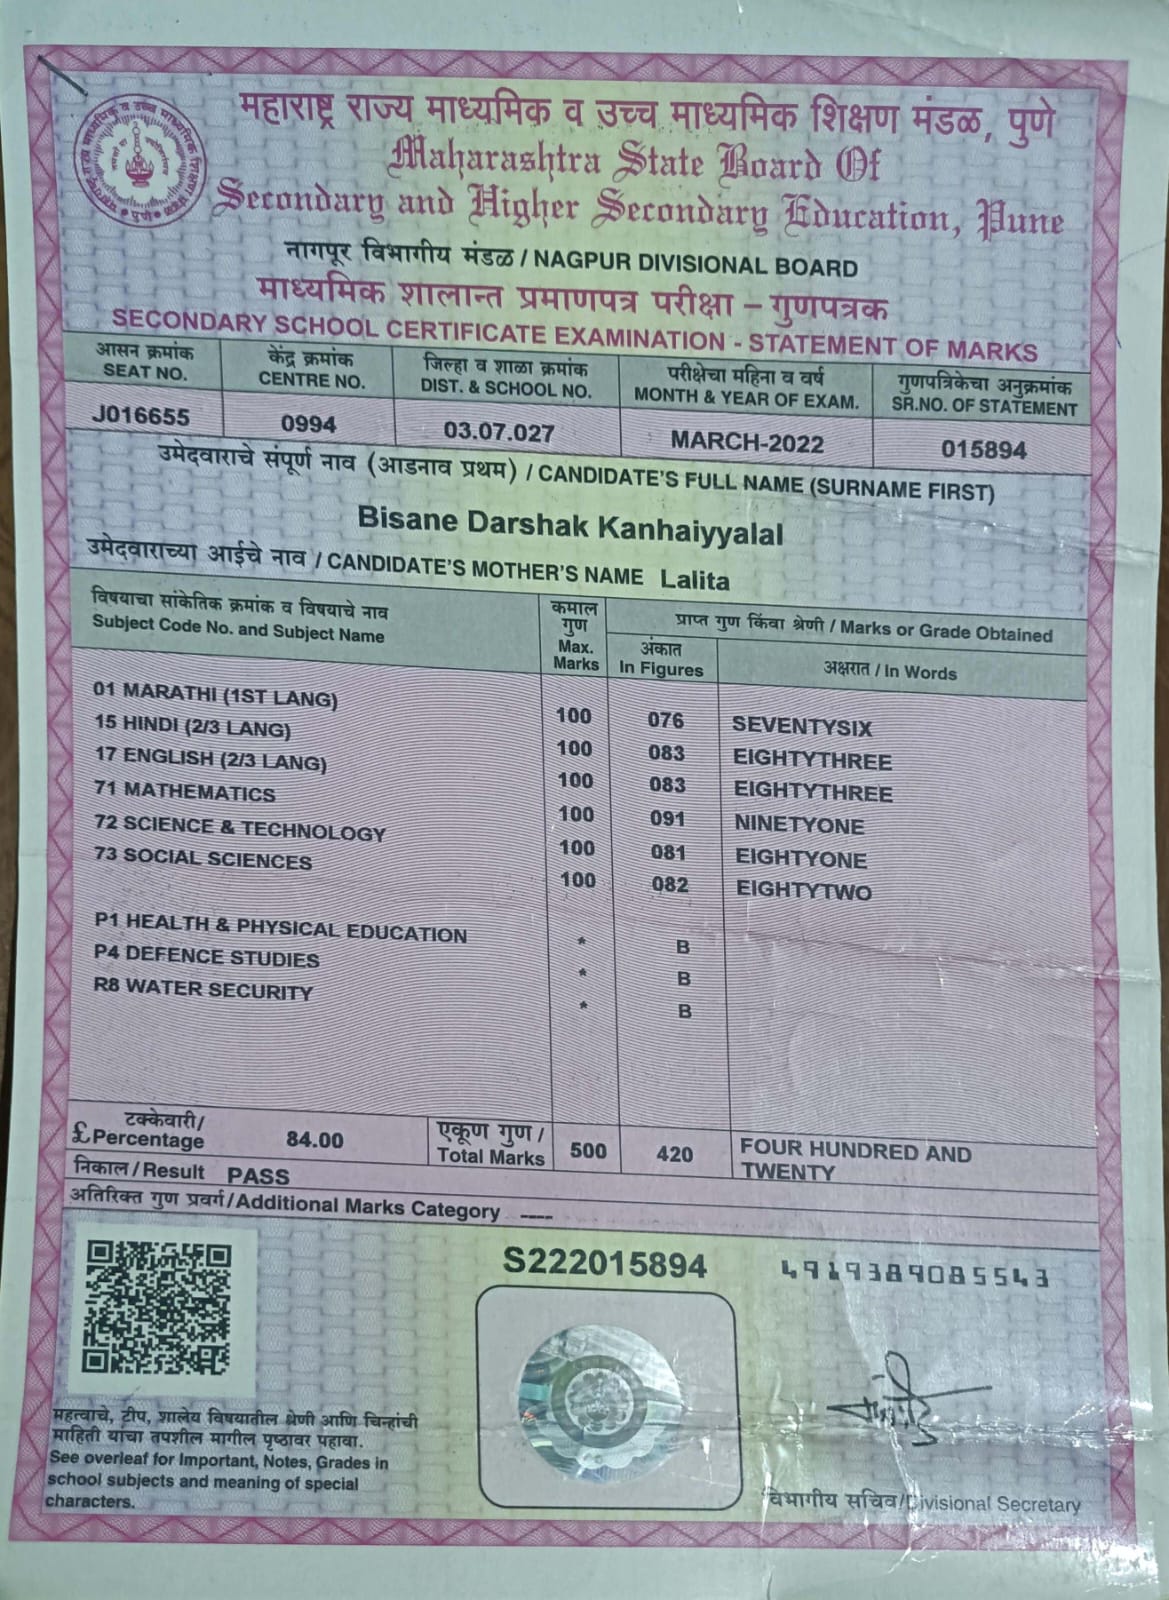 महाराष्ट्र राज्य माध्यमिक व उच्च माध्यमिक शिक्षण मंडळ, पुणे
Maharashtra State Board Of
Secondary and Higher Secondary Education, Pune
नागपूर विभागीय मंडळ / NAGPUR DIVISIONAL BOARD
माध्यमिक शालान्त प्रमाणपत्र परीक्षा – गुणपत्रक
SECONDARY SCHOOL CERTIFICATE EXAMINATION - STATEMENT OF MARKS
आसन क्रमांक केंद्र क्रमांक जिल्हा व शाळा क्रमांक परीक्षेचा महिना व वर्ष गुणपत्रिकेचा अनुक्रमांक
SEAT NO. CENTRE NO. DIST. & SCHOOL NO. MONTH & YEAR OF EXAM. SR.NO. OF STATEMENT
J016655 0994 03.07.027 MARCH-2022 015894
उमेदवाराचे संपूर्ण नाव (आडनाव प्रथम) / CANDIDATE'S FULL NAME (SURNAME FIRST)
Bisane Darshak Kanhaiyyalal
उमेदवाराच्या आईचे नाव / CANDIDATE'S MOTHER'S NAME Lalita
विषयाचा सांकेतिक क्रमांक व विषयाचे नाव
Subject Code No. and Subject Name
कमाल
गुण
Max.
Marks
प्राप्त गुण किंवा श्रेणी / Marks or Grade Obtained
अंकात
In Figures
अक्षरात / In Words
01 MARATHI (1ST LANG) 100 076 SEVENTYSIX
15 HINDI (2/3 LANG) 100 083 EIGHTYTHREE
17 ENGLISH (2/3 LANG) 100 083 EIGHTYTHREE
71 MATHEMATICS 100 091 NINETYONE
72 SCIENCE & TECHNOLOGY 100 081 EIGHTYONE
73 SOCIAL SCIENCES 100 082 EIGHTYTWO
P1 HEALTH & PHYSICAL EDUCATION * B
P4 DEFENCE STUDIES * B
R8 WATER SECURITY * B
टक्केवारी/
£ Percentage 84.00
एकूण गुण /
Total Marks 500 420 FOUR HUNDRED AND
TWENTY
निकाल / Result PASS
अतिरिक्त गुण प्रवर्ग/Additional Marks Category ----
S222015894
4919389085543
महत्वाचे, टीप, शालेय विषयातील श्रेणी आणि चिन्हांची
माहिती यांचा तपशील मागील पृष्ठावर पहावा.
See overleaf for Important, Notes, Grades in
school subjects and meaning of special
characters.
विभागीय सचिव/Divisional Secretary